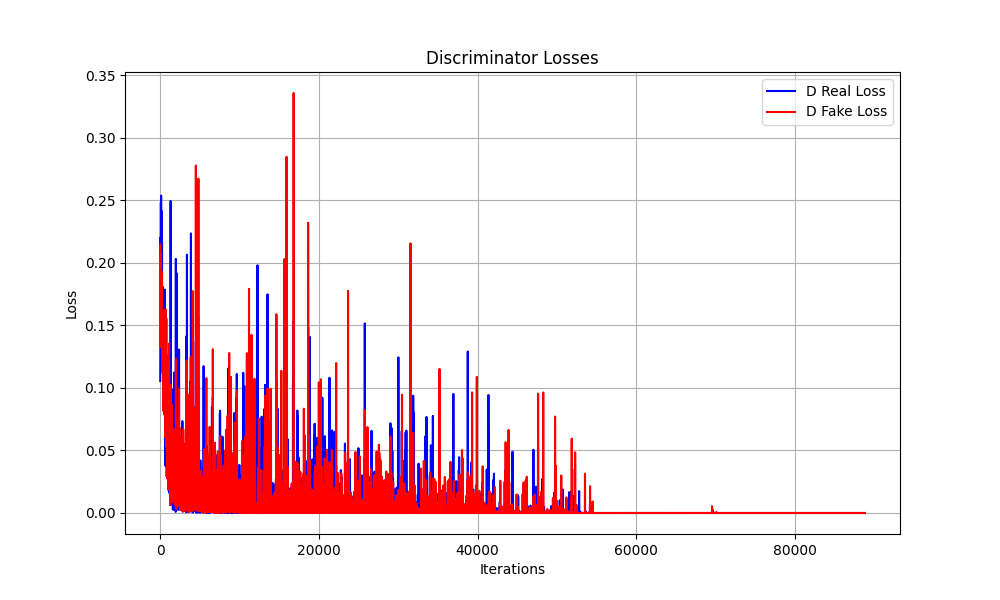 Discriminator Losses
0.35
0.30
0.25
0.20
0.15
0.10
0.05
0.00
Loss
D Real Loss
D Fake Loss
0 20000 40000 60000 80000
Iterations